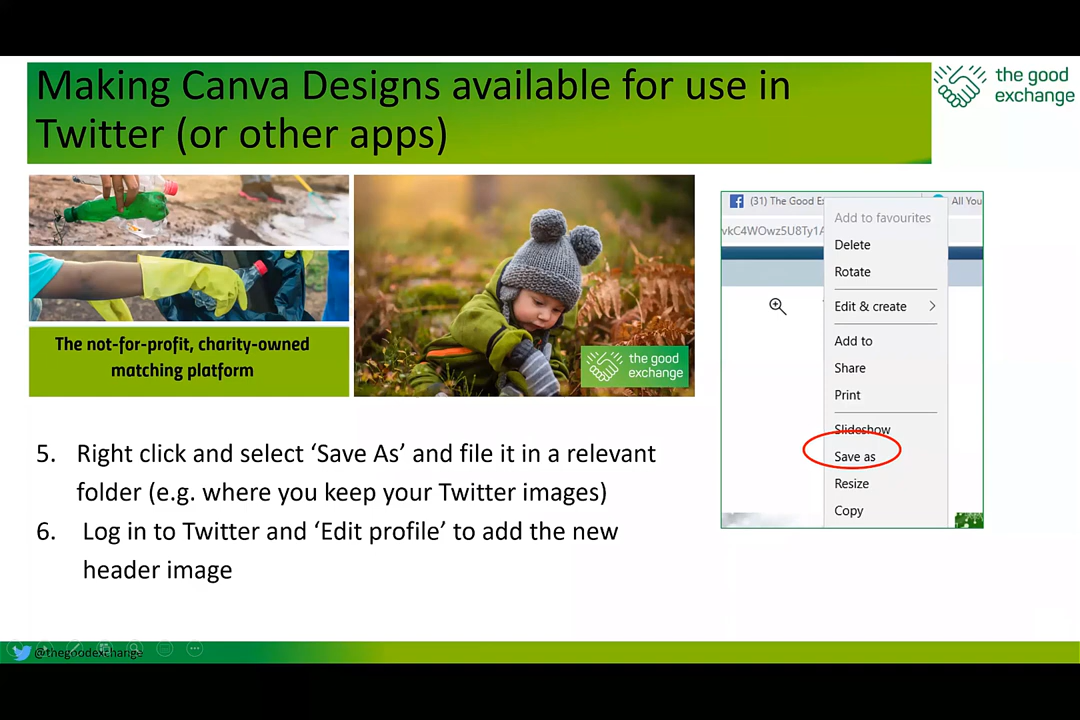 Making Canva Designs available for use in
Twitter (or other apps)
the good
exchange
The not-for-profit, charity-owned
matching platform
the good
exchange
(31) The Good E
All You
vkC4WOwz5U8Ty1A
Add to favourites
Delete
Rotate
Edit & create
Add to
Share
Print
Slideshow
Save as
Resize
Copy
5. Right click and select ‘Save As’ and file it in a relevant
folder (e.g. where you keep your Twitter images)
6. Log in to Twitter and ‘Edit profile’ to add the new
header image
@thegoodexchange